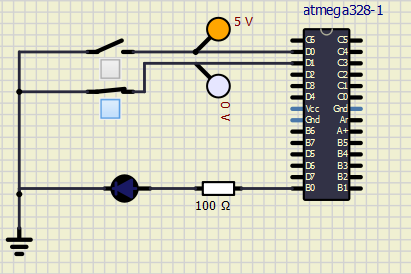 atmega328-1
5 V
0 V
100 Ω
C6 C5
D0 C4
D1 C3
D2 C2
D3 C1
D4 C0
Vcc Gnd
Gnd Ar
B6 A+
B7 B5
D5 B4
D6 B3
D7 B2
B0 B1